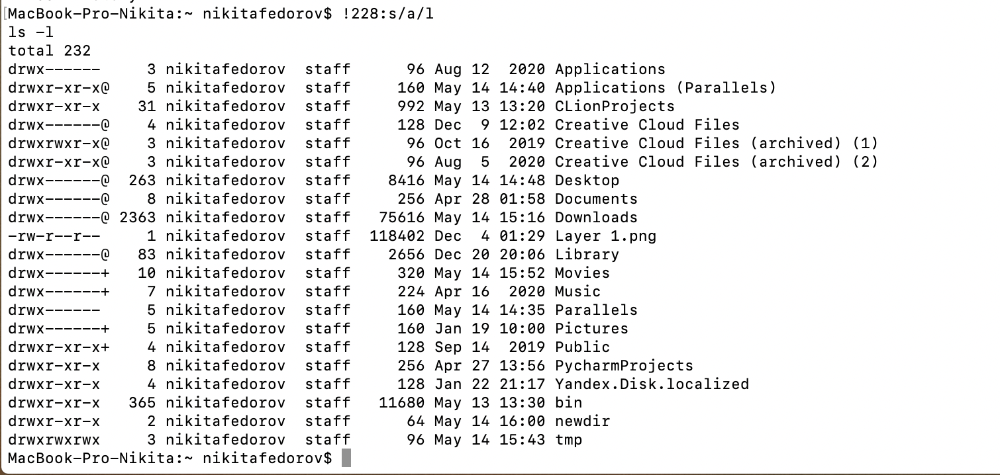 [MacBook-Pro-Nikita:~ nikitafedorov$ !228:s/a/l
ls -l
total 232
drwx------     3 nikitafedorov  staff      96 Aug 12  2020 Applications
drwxr-xr-x@    5 nikitafedorov  staff     160 May 14 14:40 Applications (Parallels)
drwxr-xr-x    31 nikitafedorov  staff     992 May 13 13:20 CLionProjects
drwx------@    4 nikitafedorov  staff     128 Dec  9 12:02 Creative Cloud Files
drwxrwxr-x@    3 nikitafedorov  staff      96 Oct 16  2019 Creative Cloud Files (archived) (1)
drwxr-xr-x@    3 nikitafedorov  staff      96 Aug  5  2020 Creative Cloud Files (archived) (2)
drwx------@  263 nikitafedorov  staff    8416 May 14 14:48 Desktop
drwx------@    8 nikitafedorov  staff     256 Apr 28 01:58 Documents
drwx------@ 2363 nikitafedorov  staff   75616 May 14 15:16 Downloads
-rw-r--r--     1 nikitafedorov  staff  118402 Dec  4 01:29 Layer 1.png
drwx------@   83 nikitafedorov  staff    2656 Dec 20 20:06 Library
drwx------+   10 nikitafedorov  staff     320 May 14 15:52 Movies
drwx------+    7 nikitafedorov  staff     224 Apr 16  2020 Music
drwx------     5 nikitafedorov  staff     160 May 14 14:35 Parallels
drwx------+    5 nikitafedorov  staff     160 Jan 19 10:00 Pictures
drwxr-xr-x+    4 nikitafedorov  staff     128 Sep 14  2019 Public
drwxr-xr-x     8 nikitafedorov  staff     256 Apr 27 13:56 PycharmProjects
drwxr-xr-x     4 nikitafedorov  staff     128 Jan 22 21:17 Yandex.Disk.localized
drwxr-xr-x   365 nikitafedorov  staff   11680 May 13 13:30 bin
drwxr-xr-x     2 nikitafedorov  staff      64 May 14 16:00 newdir
drwxrwxrwx     3 nikitafedorov  staff      96 May 14 15:43 tmp
MacBook-Pro-Nikita:~ nikitafedorov$